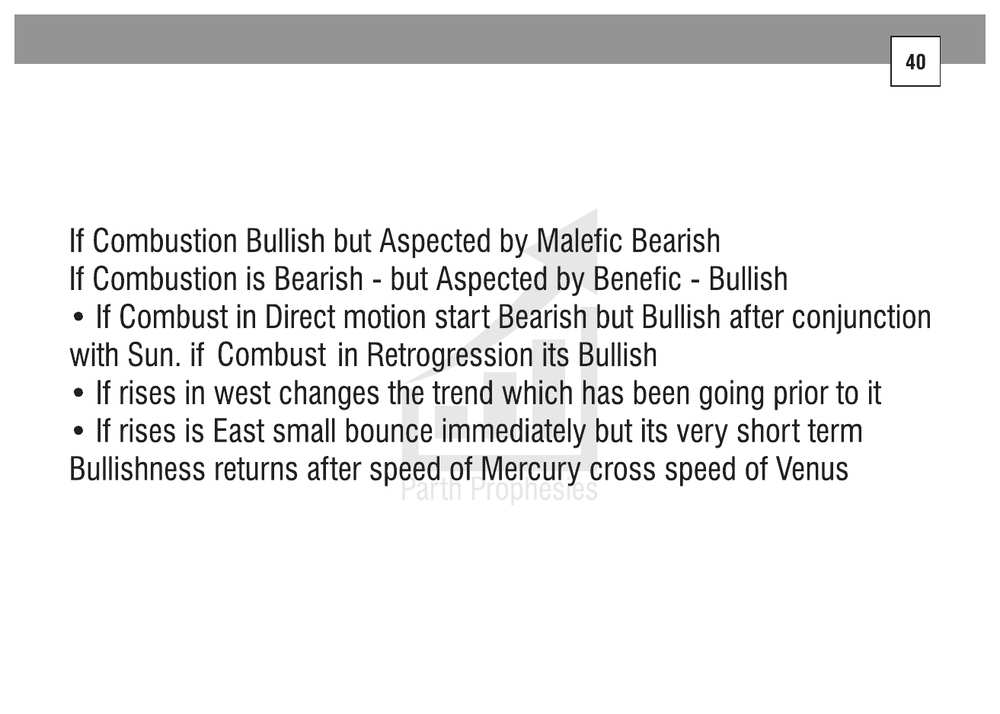 40
If Combustion Bullish but Aspected by Malefic Bearish
If Combustion is Bearish - but Aspected by Benefic - Bullish
• If Combust in Direct motion start Bearish but Bullish after conjunction
with Sun. if Combust in Retrogression its Bullish
• If rises in west changes the trend which has been going prior to it
• If rises is East small bounce immediately but its very short term
Bullishness returns after speed of Mercury cross speed of Venus
Parth Prophesies